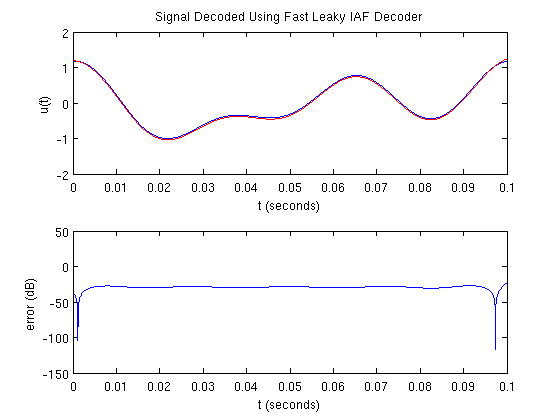 Signal Decoded Using Fast Leaky IAF Decoder
2
1
0
-1
-2
u(t)
0 0.01 0.02 0.03 0.04 0.05 0.06 0.07 0.08 0.09 0.1
t (seconds)
50
0
-50
-100
-150
error (dB)
0 0.01 0.02 0.03 0.04 0.05 0.06 0.07 0.08 0.09 0.1
t (seconds)